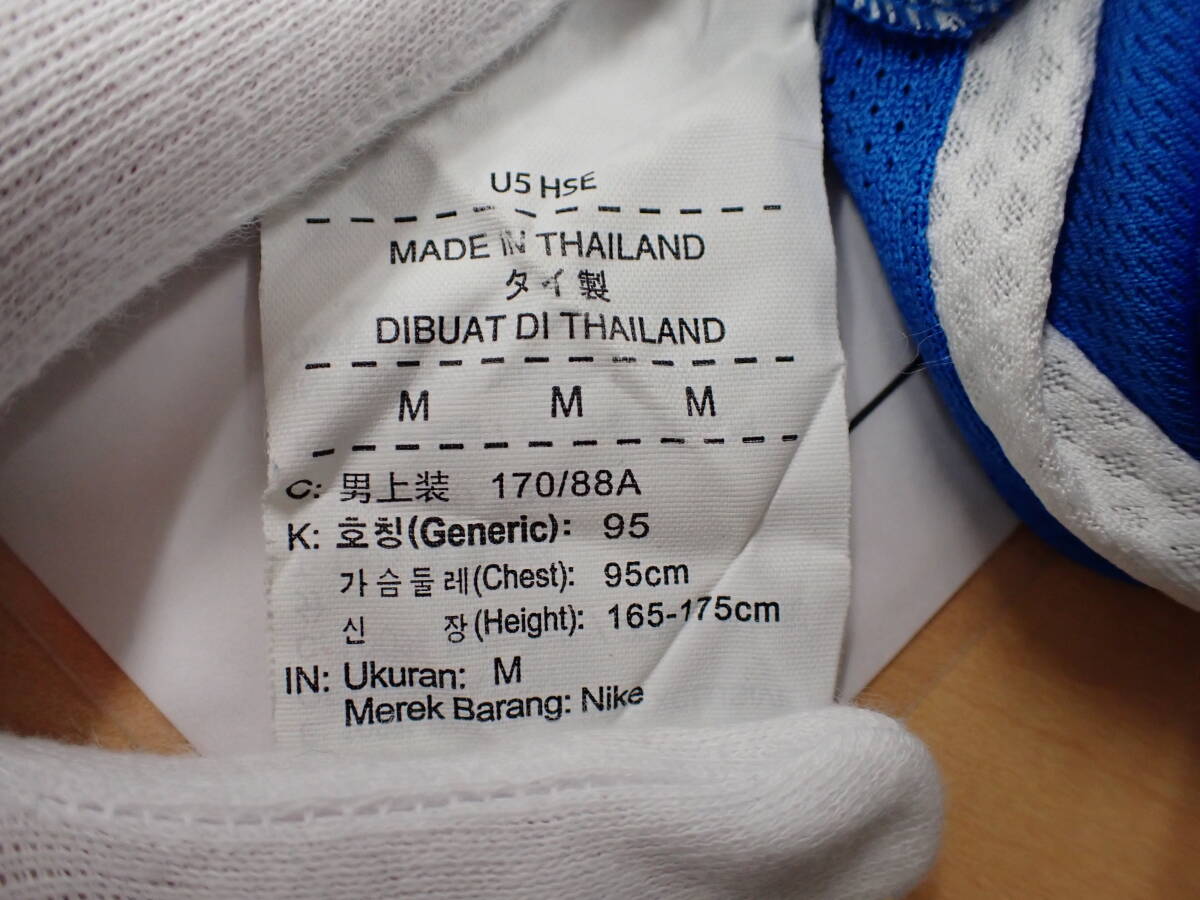 U5 HSE
MADE IN THAILAND
タイ製
DIBUAT DI THAILAND
M M M
C: 男上装 170/88A
K: 호칭(Generic): 95
가슴둘레(Chest): 95cm
신 장(Height): 165-175cm
IN: Ukuran: M
Merek Barang: Nike